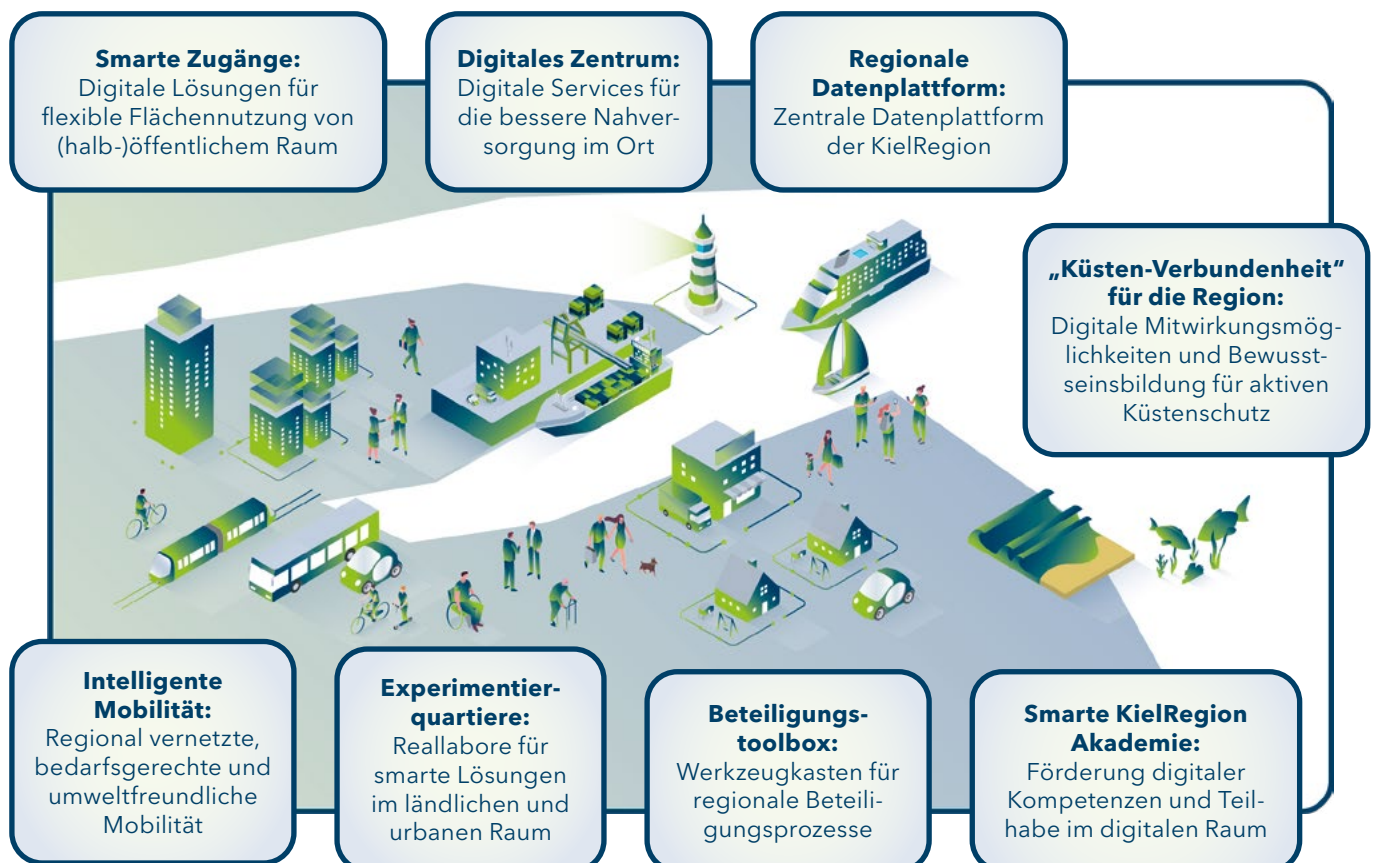 Smarte Zugänge:
Digitale Lösungen für
flexible Flächennutzung von
(halb-)öffentlichem Raum
Digitales Zentrum:
Digitale Services für
die bessere Nahver-
sorgung im Ort
Regionale
Datenplattform:
Zentrale Datenplattform
der KielRegion
„Küsten-Verbundenheit“
für die Region:
Digitale Mitwirkungsmög-
lichkeiten und Bewusst-
seinsbildung für aktiven
Küstenschutz
Intelligente
Mobilität:
Regional vernetzte,
bedarfsgerechte und
umweltfreundliche
Mobilität
Experimentier-
quartiere:
Reallabore für
smarte Lösungen
im ländlichen und
urbanen Raum
Beteiligungs-
toolbox:
Werkzeugkasten für
regionale Beteili-
gungsprozesse
Smarte KielRegion
Akademie:
Förderung digitaler
Kompetenzen und Teil-
habe im digitalen Raum